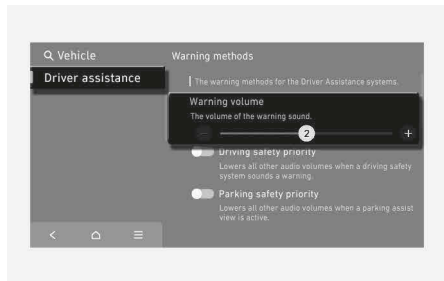 Vehicle
Warning methods
Driver assistance
The warning methods for the Driver Assistance systems.
Warning volume
The volume of the warning sound.
2
Driving safety priority
Lowers all other audio volumes when a driving safety
system sounds a warning.
Parking safety priority
Lowers all other audio volumes when a parking assist
view is active.